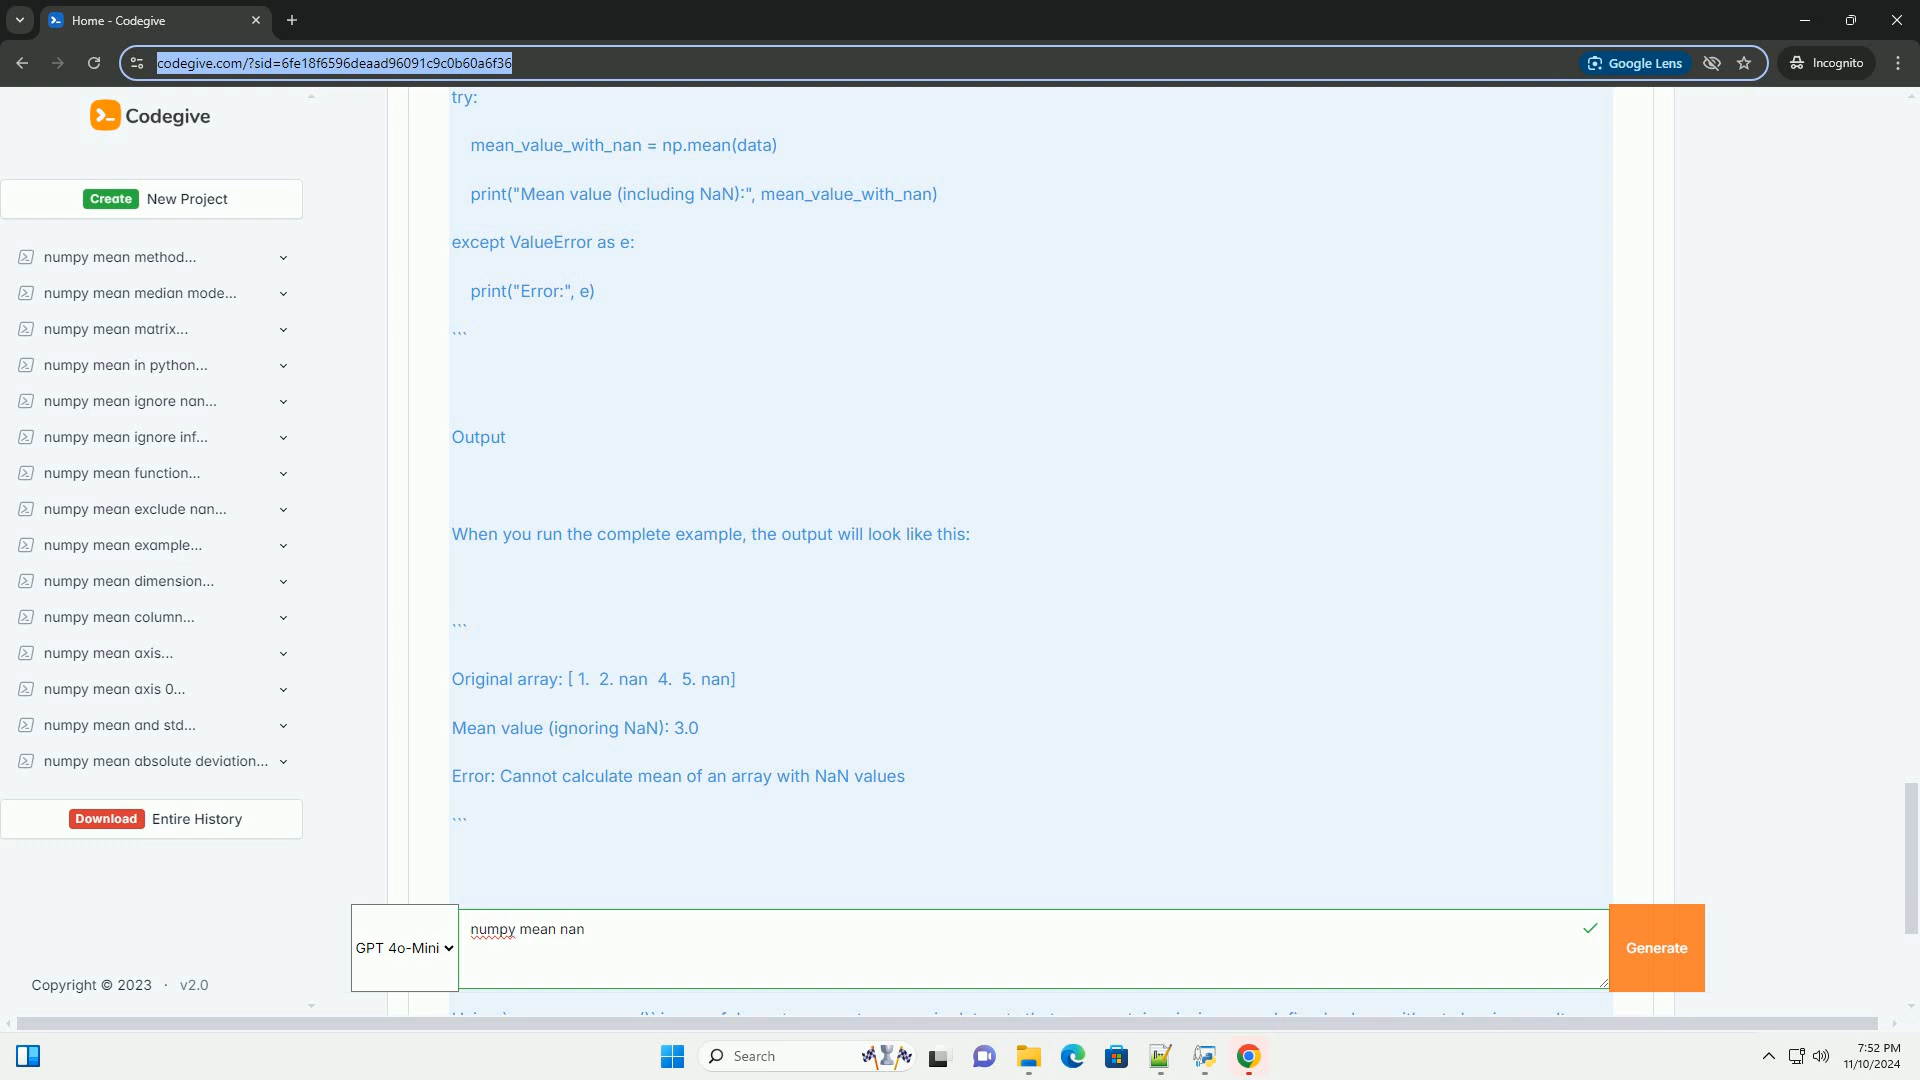 Home - Codegive
codegive.com/?sid=6fe18f6596deaad96091c9c0b60a6f36
Google Lens
Incognito
Codegive
Create New Project
numpy mean method...
numpy mean median mode...
numpy mean matrix...
numpy mean in python...
numpy mean ignore nan...
numpy mean ignore inf...
numpy mean function...
numpy mean exclude nan...
numpy mean example...
numpy mean dimension...
numpy mean column...
numpy mean axis...
numpy mean axis 0...
numpy mean and std...
numpy mean absolute deviation...
Download Entire History
Copyright © 2023 · v2.0
try:
mean_value_with_nan = np.mean(data)
print("Mean value (including NaN):", mean_value_with_nan)
except ValueError as e:
print("Error:", e)
```
Output
When you run the complete example, the output will look like this:
```
Original array: [ 1. 2. nan 4. 5. nan]
Mean value (ignoring NaN): 3.0
Error: Cannot calculate mean of an array with NaN values
```
GPT 4o-Mini
numpy mean nan
Generate
Search
7:52 PM
11/10/2024